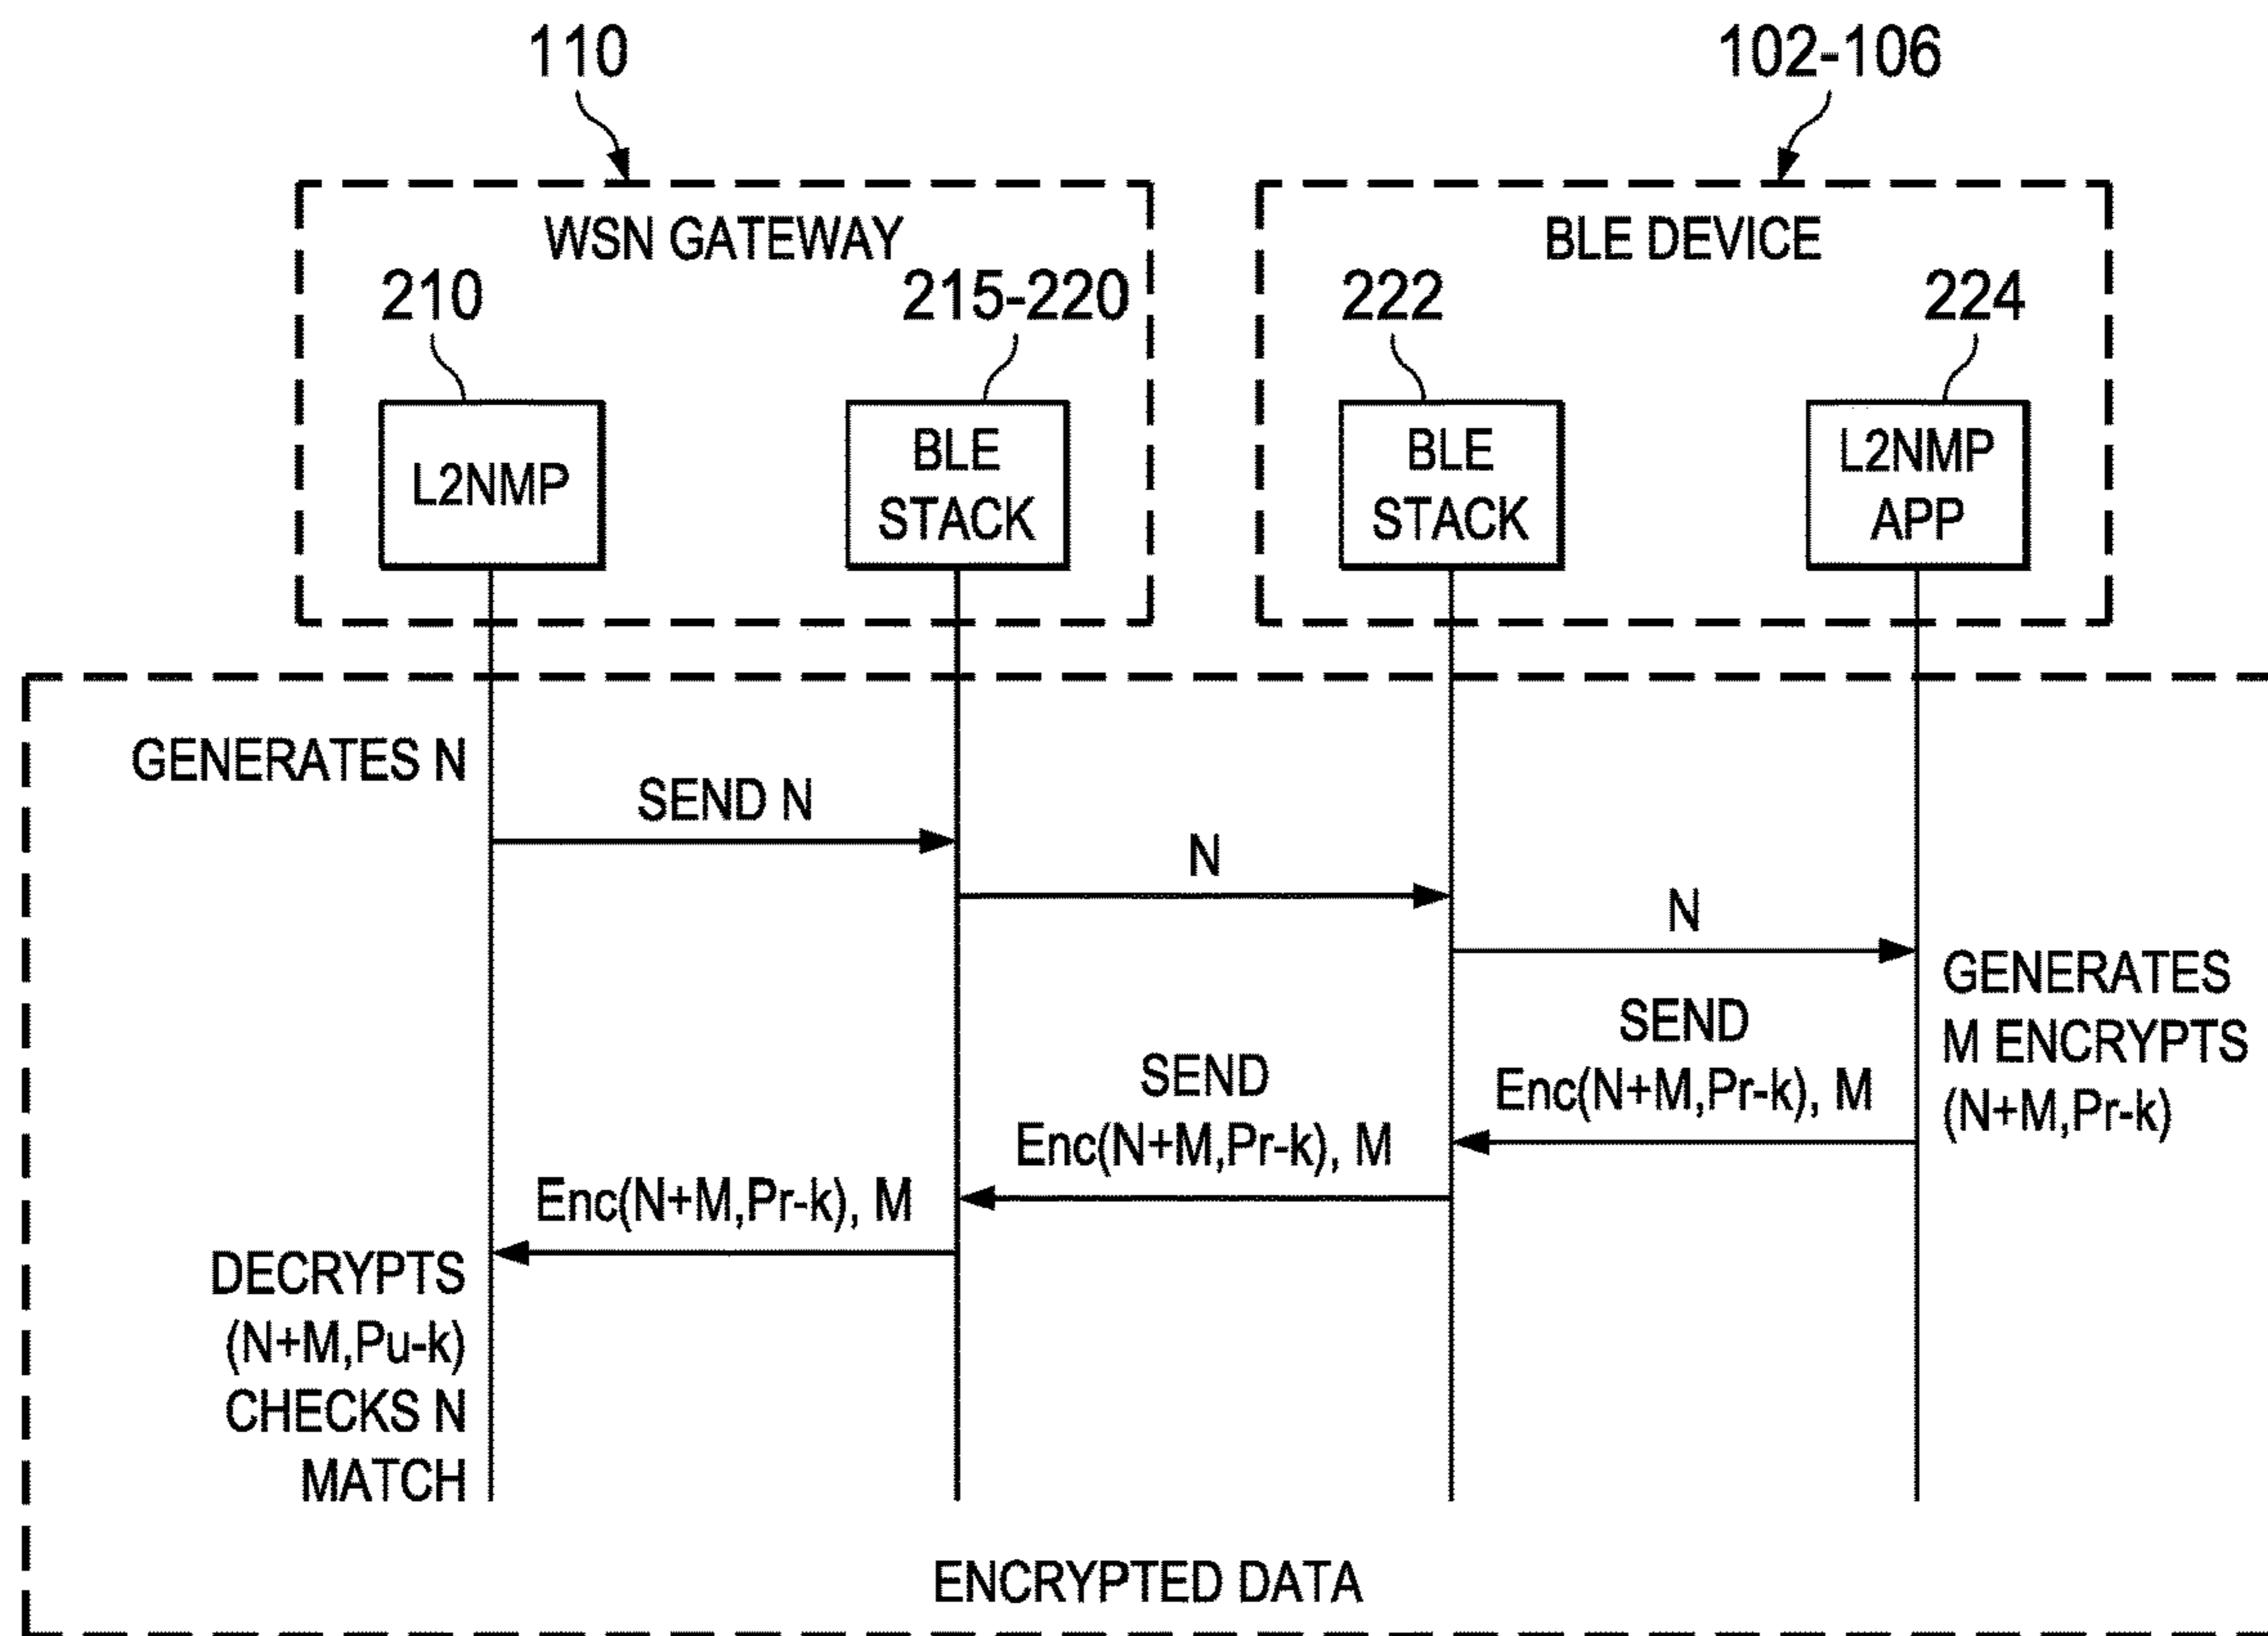 110
102-106
WSN GATEWAY
BLE DEVICE
210
215-220
222
224
L2NMP
BLE
STACK
BLE
STACK
L2NMP
APP
GENERATES N
SEND N
N
N
GENERATES
M ENCRYPTS
(N+M,Pr-k)
SEND
Enc(N+M,Pr-k), M
SEND
Enc(N+M,Pr-k), M
Enc(N+M,Pr-k), M
DECRYPTS
(N+M,Pu-k)
CHECKS N
MATCH
ENCRYPTED DATA